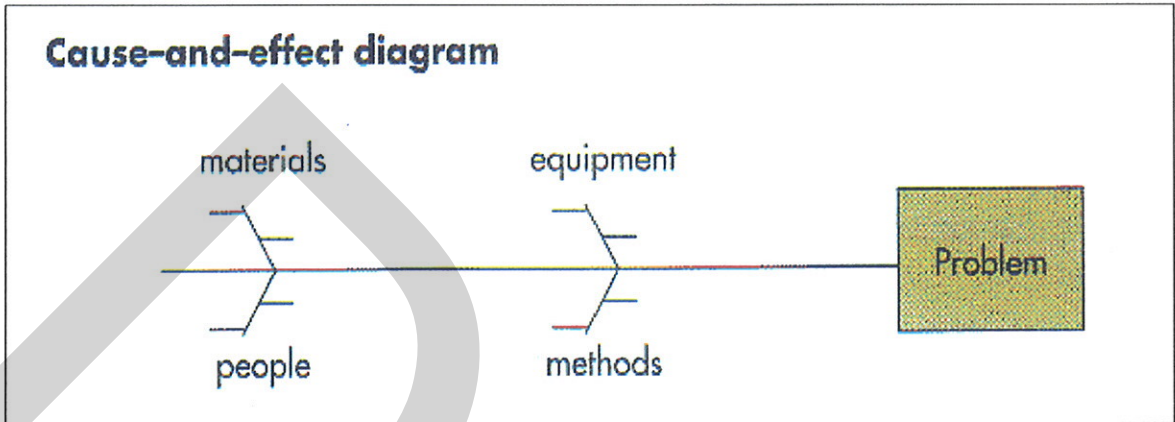 Cause-and-effect diagram
materials
equipment
Problem
people
methods